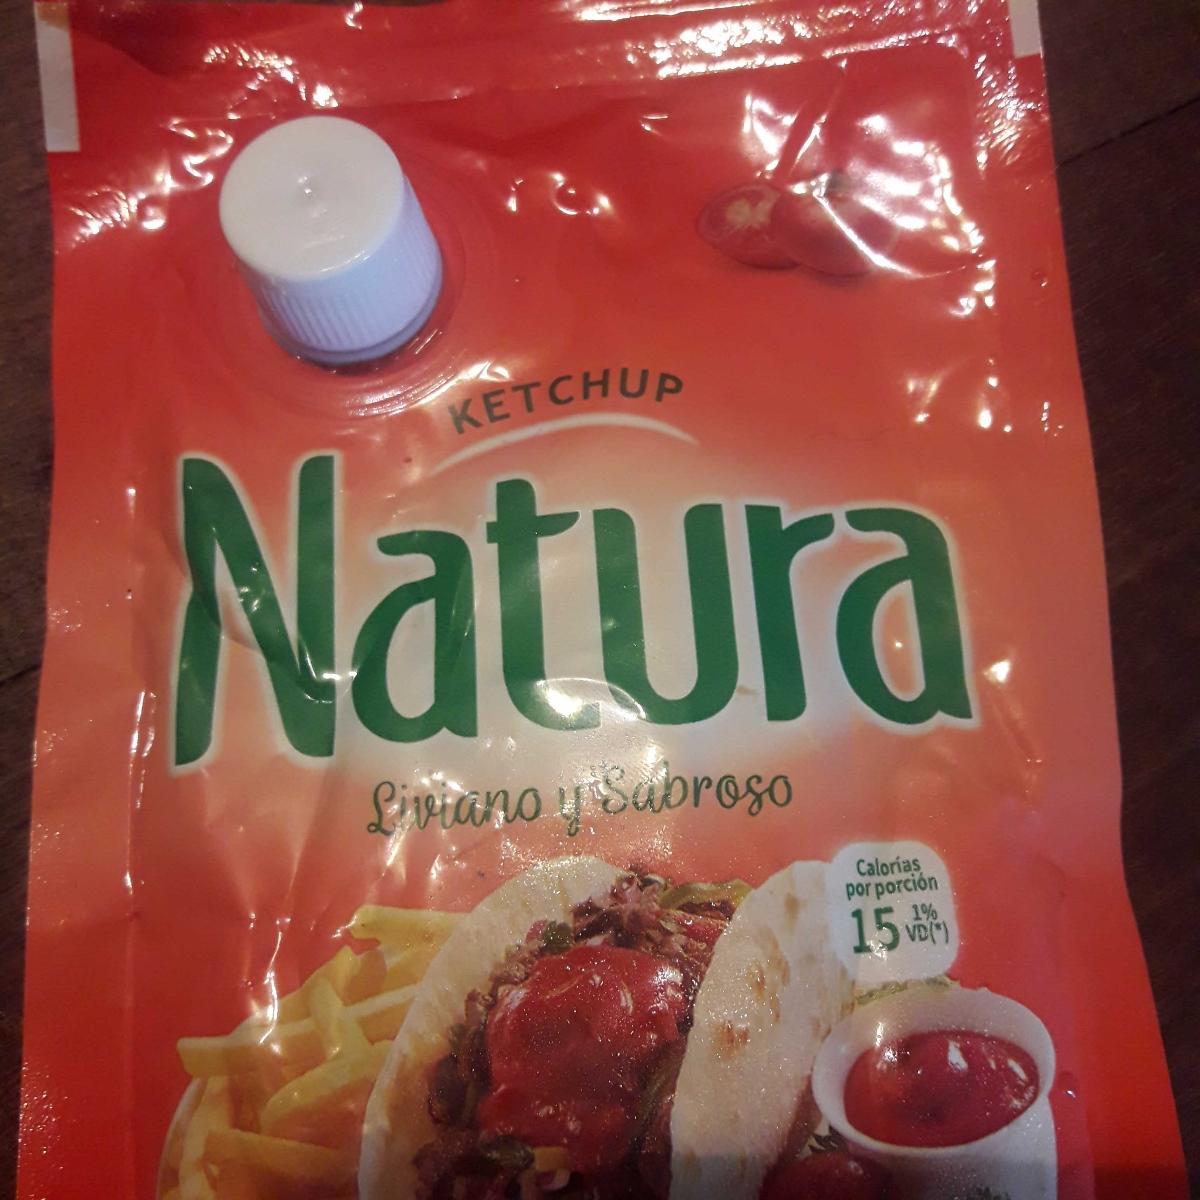 KETCHUP
Natura
Liviano y Sabroso
Calorías
por porción
15 1%
VD(*)